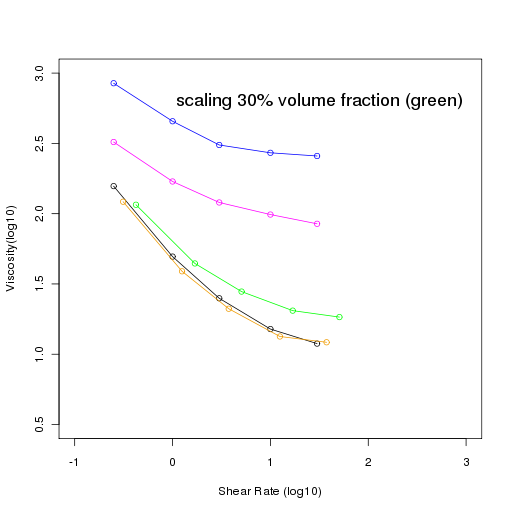 scaling 30% volume fraction (green)
3.0
2.5
2.0
1.5
1.0
0.5
Viscosity(log10)
-1 0 1 2 3
Shear Rate (log10)